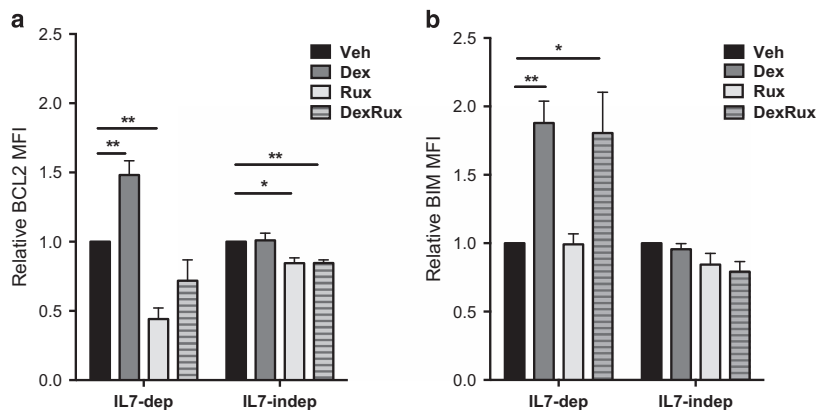 a
Relative BCL2 MFI
2.5
2.0
1.5
1.0
0.5
0.0
Veh
Dex
Rux
DexRux
**
**
**
*
IL7-dep
IL7-indep
b
Relative BIM MFI
2.5
2.0
1.5
1.0
0.5
0.0
Veh
Dex
Rux
DexRux
*
**
IL7-dep
IL7-indep